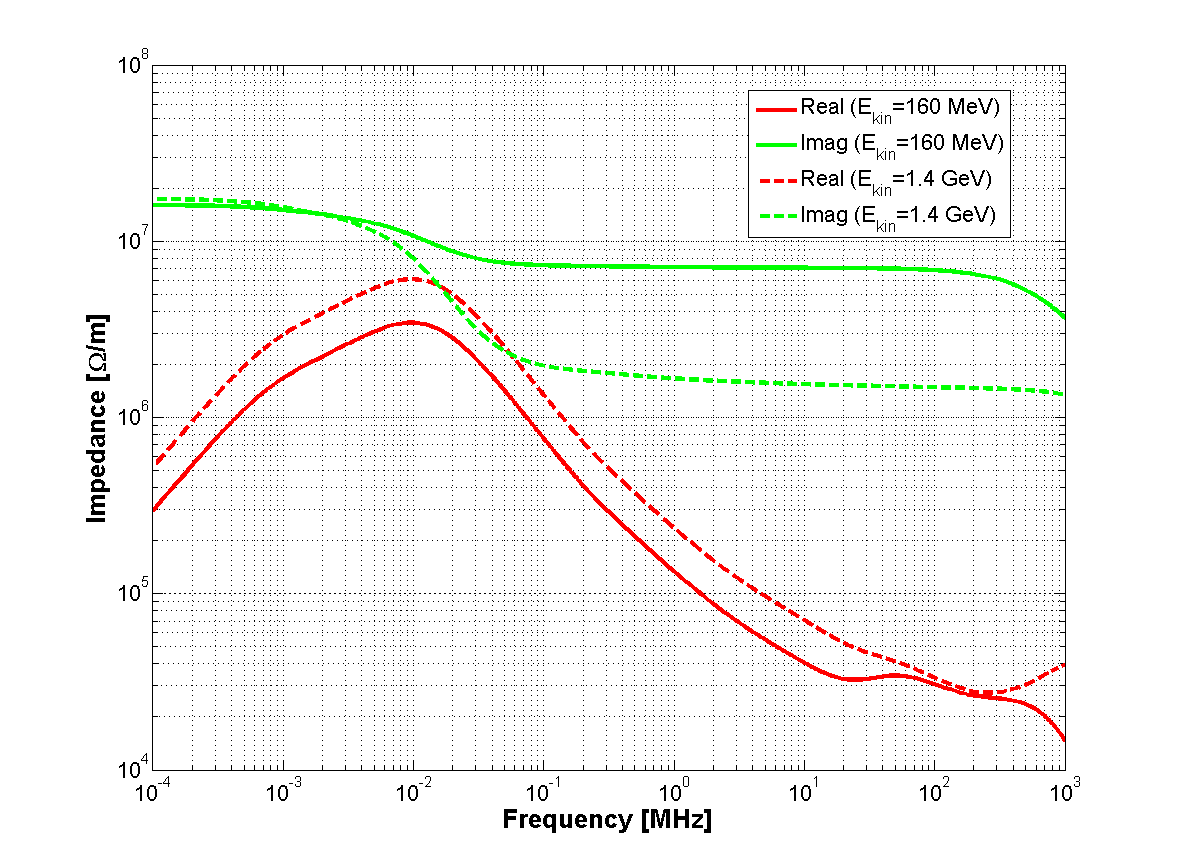 10^8
10^7
10^6
10^5
10^4
Impedance [Ω/m]
Real (E_kin=160 MeV)
Imag (E_kin=160 MeV)
Real (E_kin=1.4 GeV)
Imag (E_kin=1.4 GeV)
10^-4 10^-3 10^-2 10^-1 10^0 10^1 10^2 10^3
Frequency [MHz]